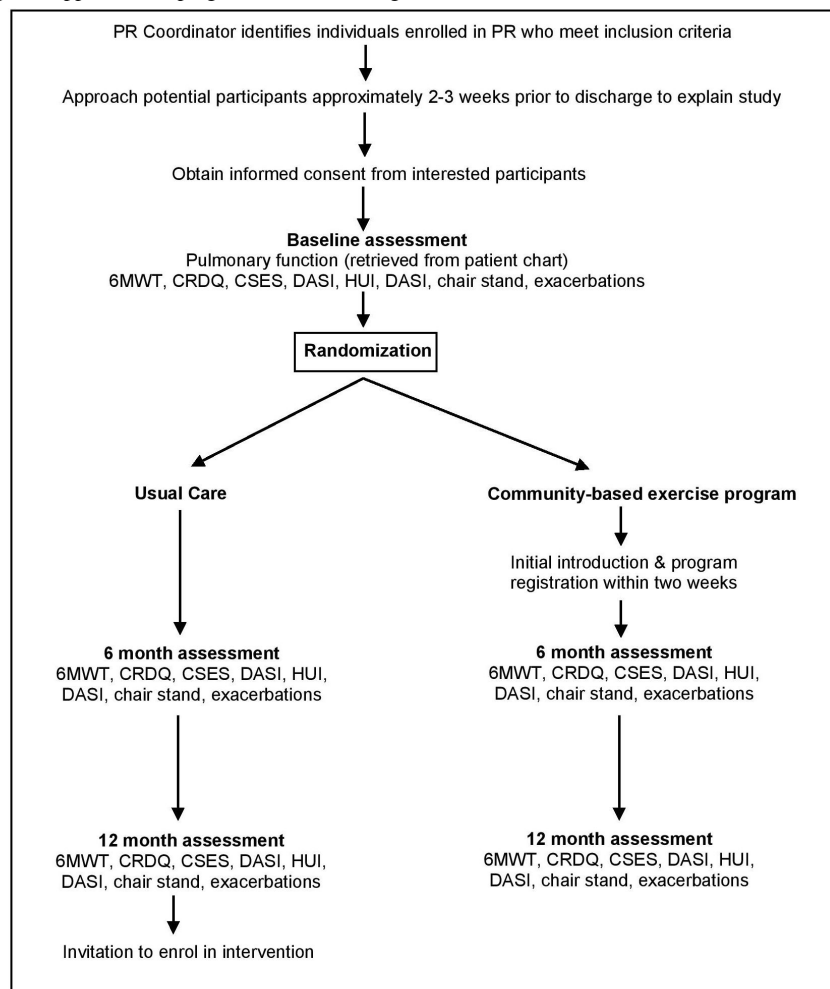 PR Coordinator identifies individuals enrolled in PR who meet inclusion criteria
Approach potential participants approximately 2-3 weeks prior to discharge to explain study
Obtain informed consent from interested participants
Baseline assessment
Pulmonary function (retrieved from patient chart)
6MWT, CRDQ, CSES, DASI, HUI, DASI, chair stand, exacerbations
Randomization
Usual Care
Community-based exercise program
Initial introduction & program
registration within two weeks
6 month assessment
6MWT, CRDQ, CSES, DASI, HUI,
DASI, chair stand, exacerbations
6 month assessment
6MWT, CRDQ, CSES, DASI, HUI,
DASI, chair stand, exacerbations
12 month assessment
6MWT, CRDQ, CSES, DASI, HUI,
DASI, chair stand, exacerbations
12 month assessment
6MWT, CRDQ, CSES, DASI, HUI,
DASI, chair stand, exacerbations
Invitation to enrol in intervention